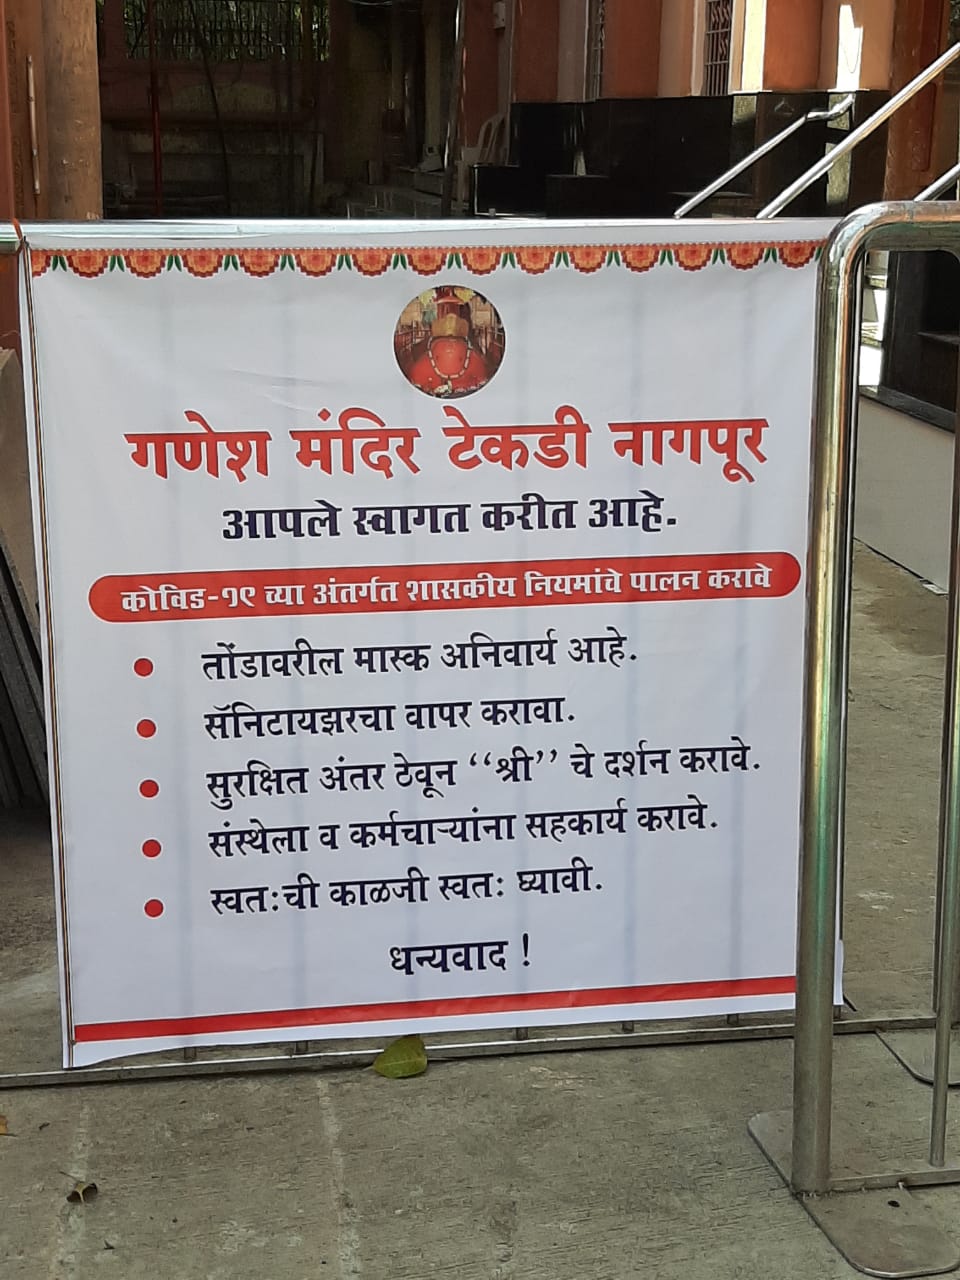 गणेश मंदिर टेकडी नागपूर
आपले स्वागत करीत आहे.
कोविड-१९ च्या अंतर्गत शासकीय नियमांचे पालन करावे
तोंडावरील मास्क अनिवार्य आहे.
सॅनिटायझरचा वापर करावा.
सुरक्षित अंतर ठेवून “श्री” चे दर्शन करावे.
संस्थेला व कर्मचाऱ्यांना सहकार्य करावे.
स्वतःची काळजी स्वतः घ्यावी.
धन्यवाद !